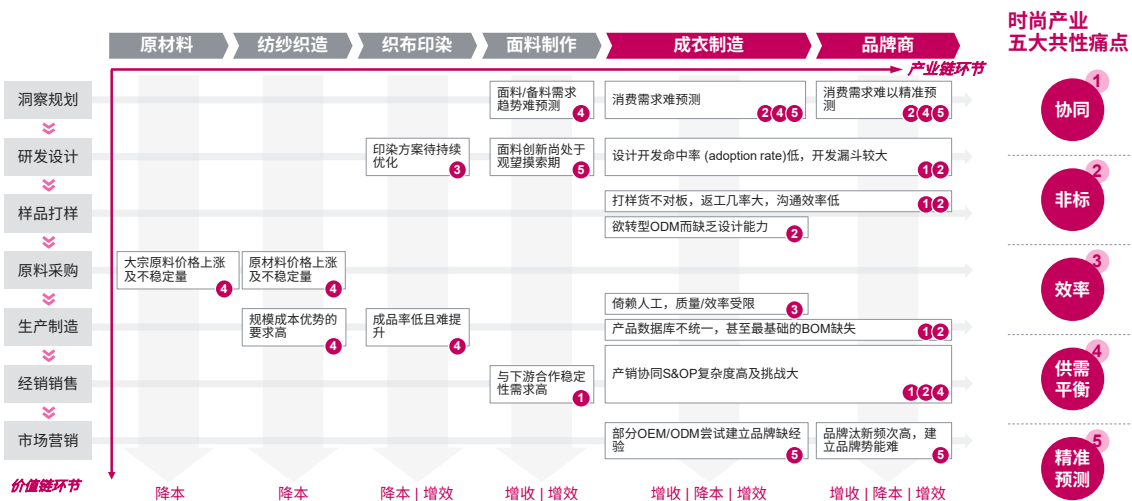 时尚产业
五大共性痛点
原材料
纺纱织造
织布印染
面料制作
成衣制造
品牌商
产业链环节
洞察规划
面料/备料需求
趋势难预测
4
消费需求难预测
2 4 5
消费需求难以精准预
测
2 4 5
1
协同
研发设计
印染方案待持续
优化
3
面料创新尚处于
观望摸索期
5
设计开发命中率 (adoption rate)低，开发漏斗较大
1 2
样品打样
打样货不对板，返工几率大，沟通效率低
1 2
欲转型ODM而缺乏设计能力
2
2
非标
原料采购
大宗原料价格上涨
及不稳定量
4
原材料价格上涨
及不稳定量
4
3
效率
生产制造
规模成本优势的
要求高
4
成品率低且难提
升
4
倚赖人工，质量/效率受限
3
产品数据库不统一，甚至最基础的BOM缺失
1 2
经销销售
与下游合作稳定
性需求高
1
产销协同S&OP复杂度高及挑战大
1 2 4
4
供需
平衡
市场营销
部分OEM/ODM尝试建立品牌缺经
验
5
品牌汰新频次高，建
立品牌势能难
5
5
精准
预测
价值链环节
降本
降本
降本 | 增效
增收 | 增效
增收 | 降本 | 增效
增收 | 降本 | 增效